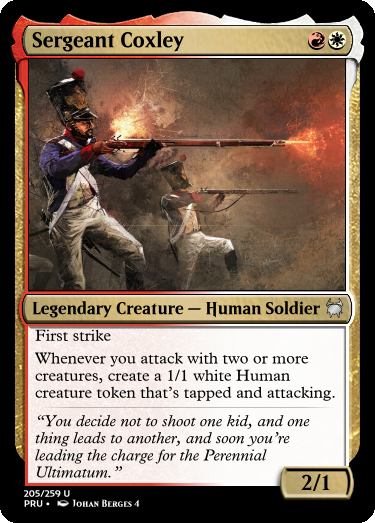 Sergeant Coxley
Legendary Creature — Human Soldier
First strike
Whenever you attack with two or more
creatures, create a 1/1 white Human
creature token that's tapped and attacking.
“You decide not to shoot one kid, and one
thing leads to another, and soon you're
leading the charge for the Perennial
Ultimatum.”
2/1
205/259 U
PRU • Johan Berges 4